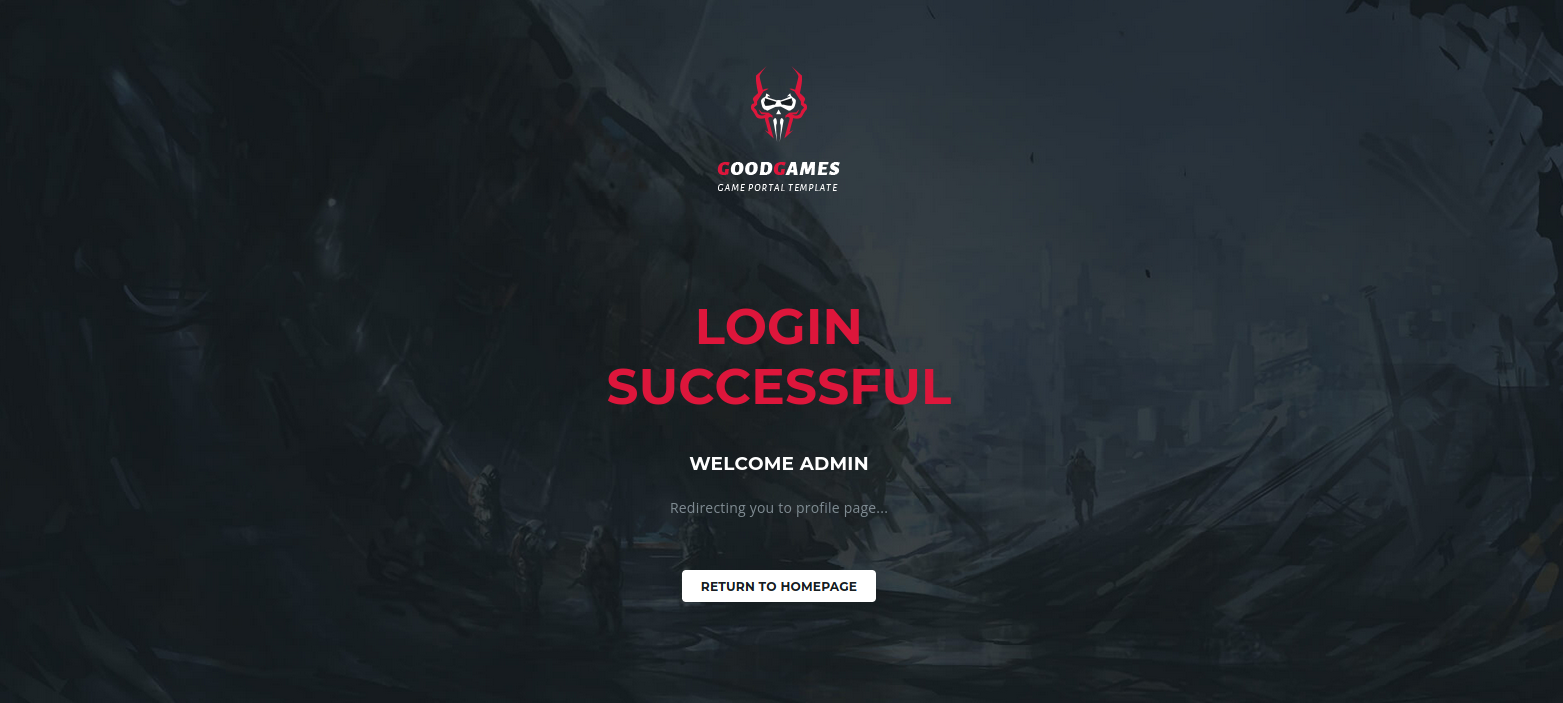 GOODGAMES
GAME PORTAL TEMPLATE
LOGIN
SUCCESSFUL
WELCOME ADMIN
Redirecting you to profile page...
RETURN TO HOMEPAGE